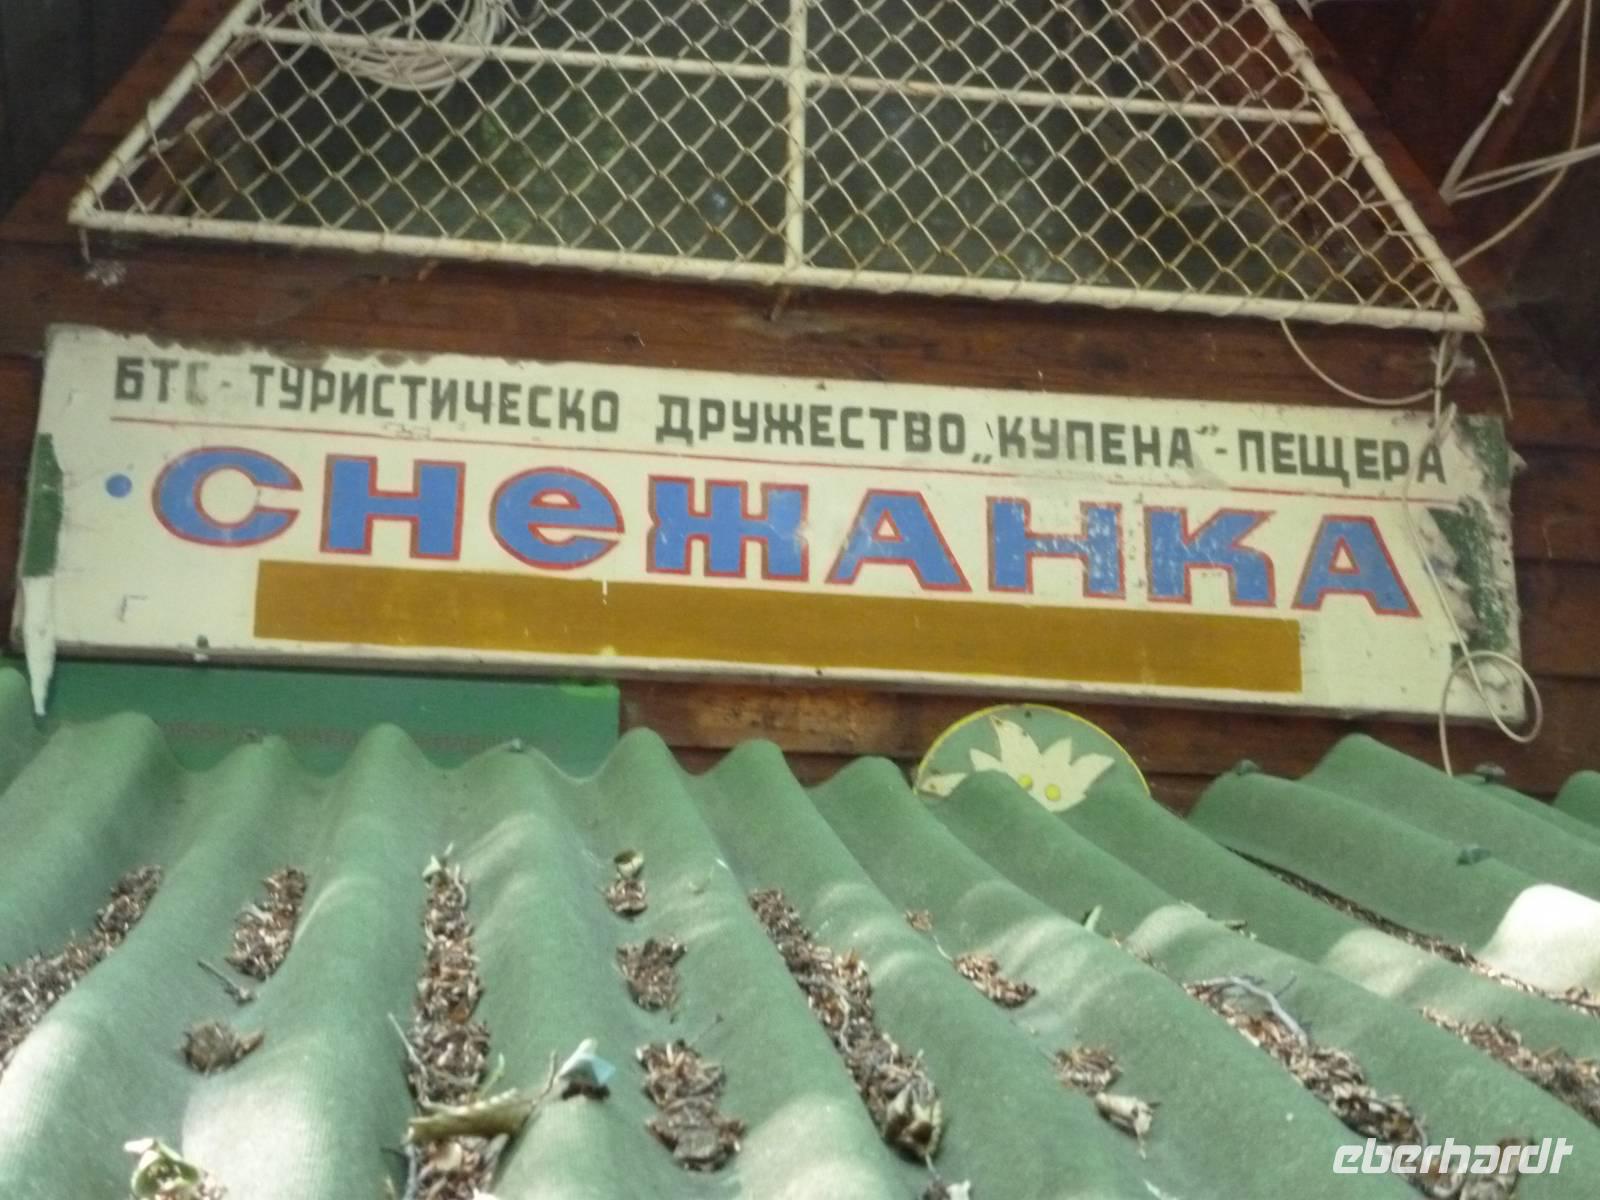 БТС - ТУРИСТИЧЕСКО ДРУЖЕСТВО „КУПЕНА" - ПЕЩЕРА
СНЕЖАНКА
eberhardt